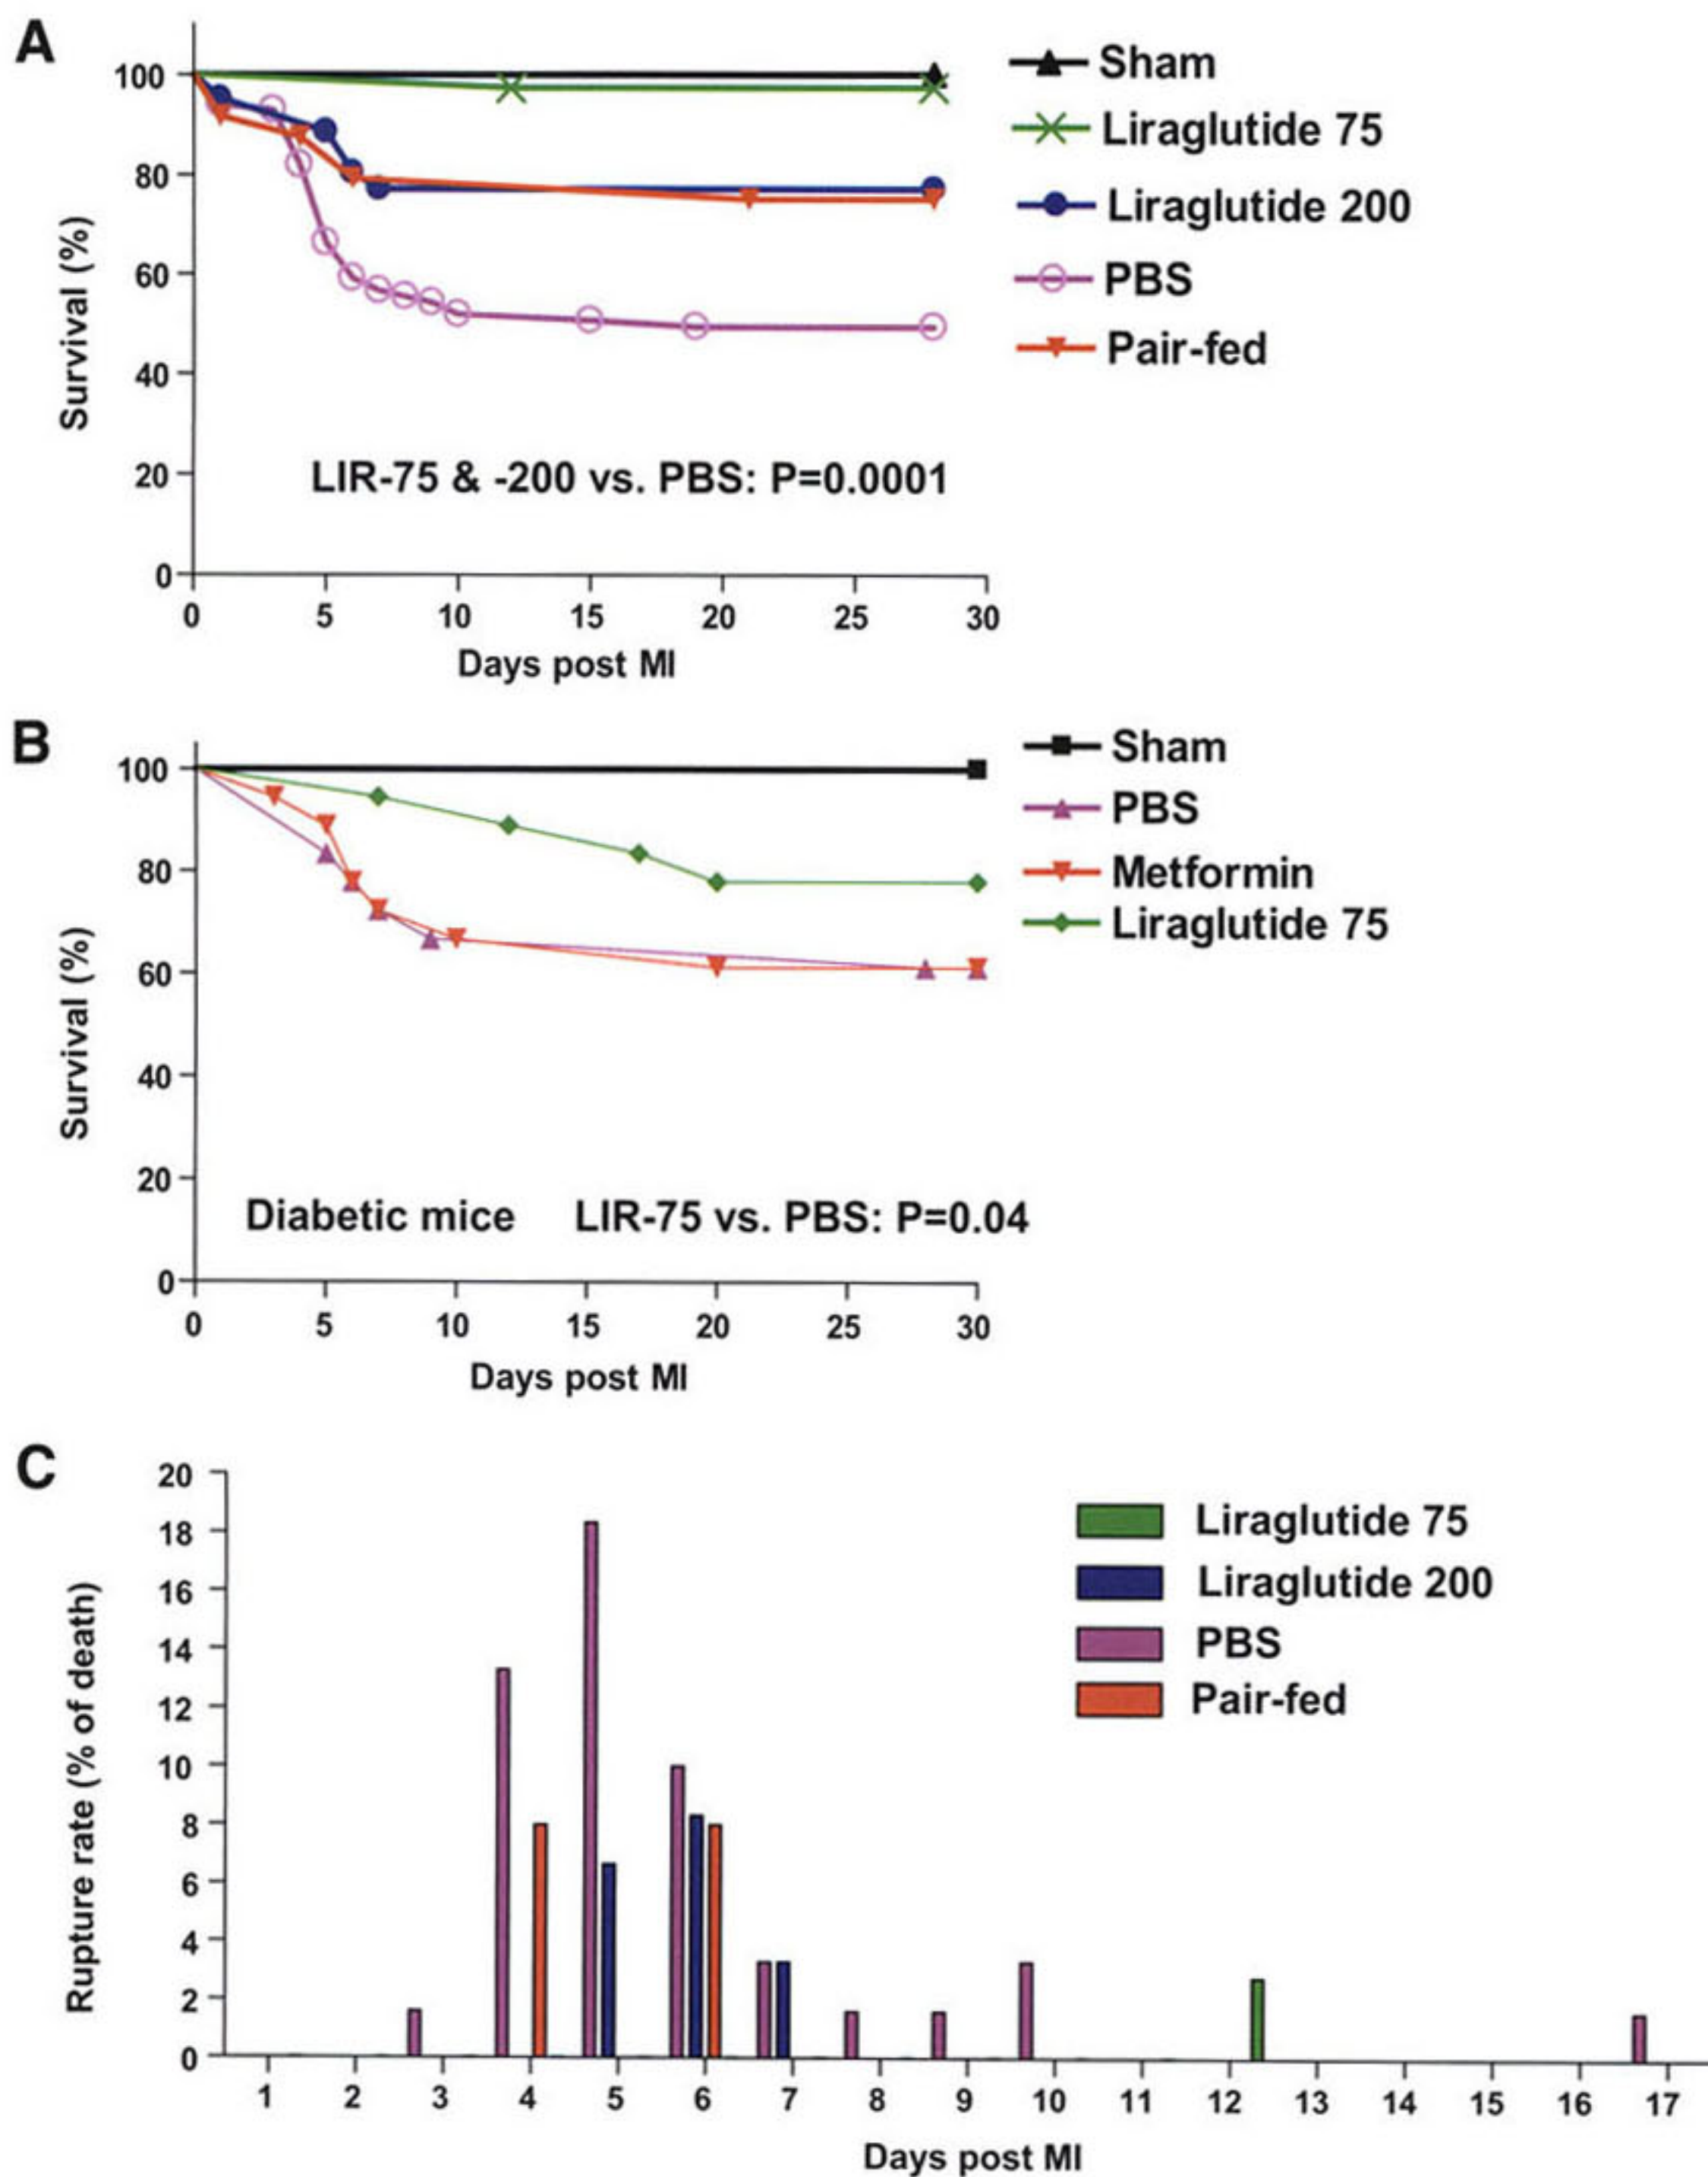 A
Sham
Liraglutide 75
Liraglutide 200
PBS
Pair-fed
Survival (%)
100
80
60
40
20
0
LIR-75 & -200 vs. PBS: P=0.0001
0 5 10 15 20 25 30
Days post MI
B
Sham
PBS
Metformin
Liraglutide 75
Survival (%)
100
80
60
40
20
0
Diabetic mice LIR-75 vs. PBS: P=0.04
0 5 10 15 20 25 30
Days post MI
C
Liraglutide 75
Liraglutide 200
PBS
Pair-fed
Rupture rate (% of death)
20
18
16
14
12
10
8
6
4
2
0
1 2 3 4 5 6 7 8 9 10 11 12 13 14 15 16 17
Days post MI